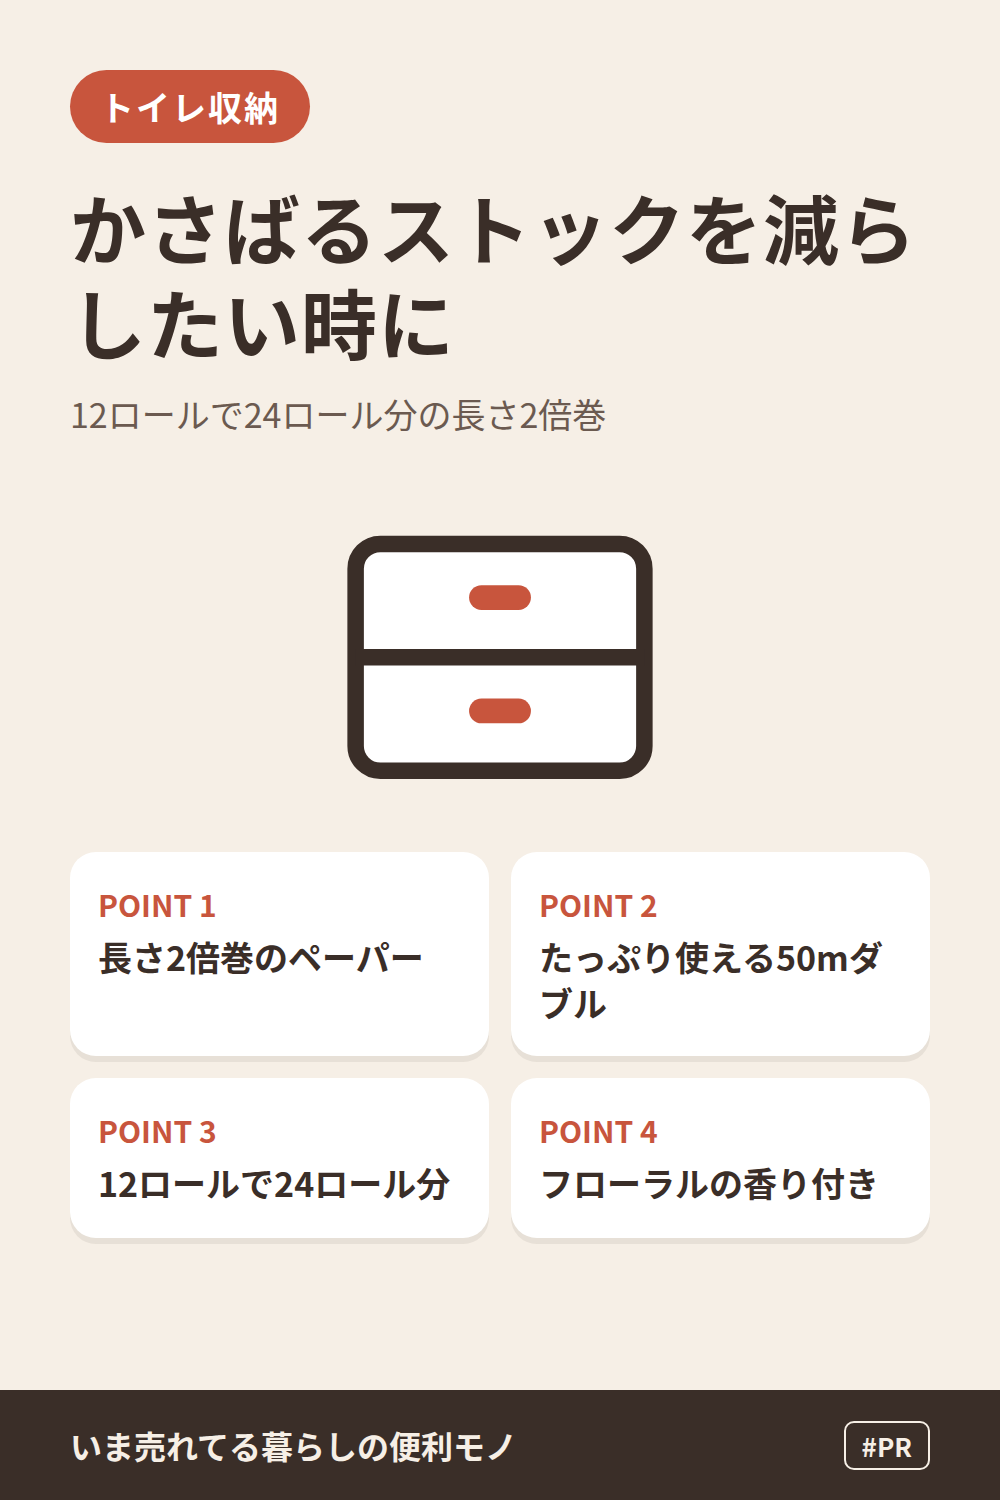 トイレ収納
かさばるストックを減ら
したい時に
12ロールで24ロール分の長さ2倍巻
POINT 1
長さ2倍巻のペーパー
POINT 2
たっぷり使える50mダ
ブル
POINT 3
12ロールで24ロール分
POINT 4
フローラルの香り付き
いま売れてる暮らしの便利モノ
#PR